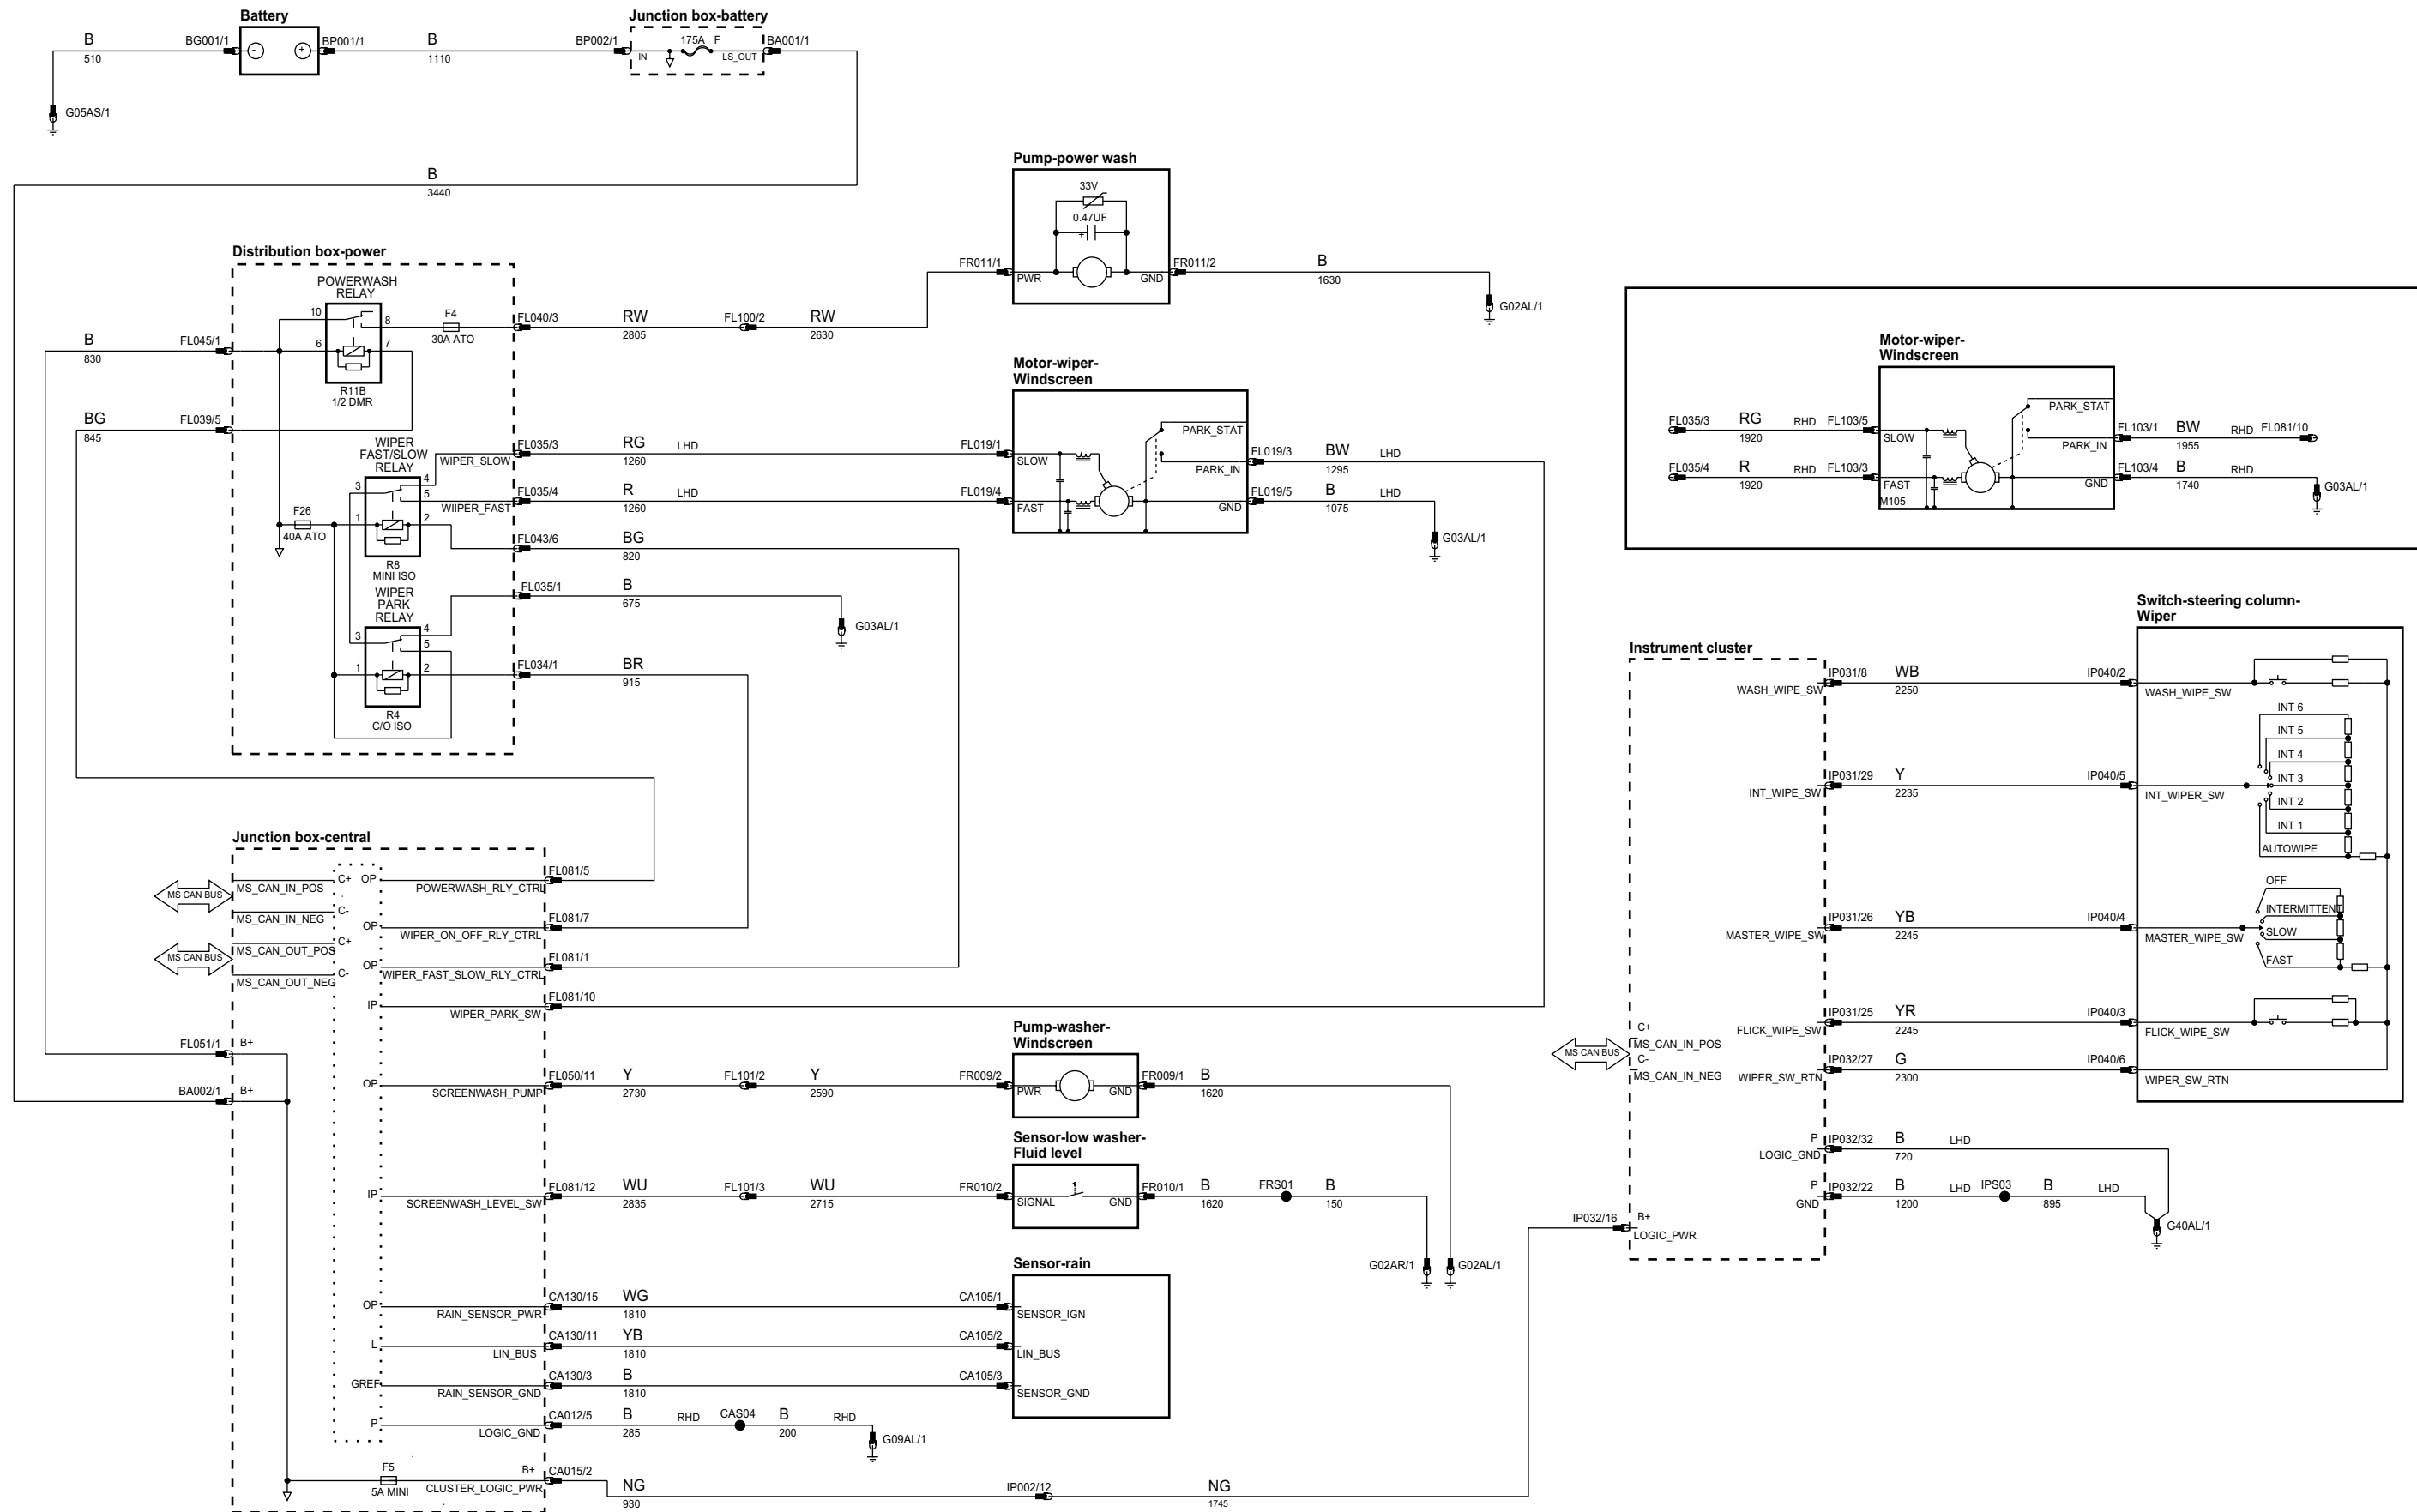 Battery
Junction box-battery
B
510
BG001/1
-
+
BP001/1
B
1110
BP002/1
IN
175A F
LS_OUT
BA001/1
G05AS/1
B
3440
Pump-power wash
33V
0.47UF
+
FR011/1
PWR
GND
FR011/2
B
1630
G02AL/1
Distribution box-power
POWERWASH
RELAY
10
8
6
7
R11B
1/2 DMR
F4
30A ATO
FL040/3
RW
2805
FL100/2
RW
2630
B
830
FL045/1
BG
845
FL039/5
WIPER
FAST/SLOW
RELAY
3
4
5
1
2
R8
MINI ISO
F26
40A ATO
WIPER_SLOW
FL035/3
RG
1260
LHD
WIIPER_FAST
FL035/4
R
1260
LHD
FL043/6
BG
820
WIPER
PARK
RELAY
3
4
5
1
2
R4
C/O ISO
FL035/1
B
675
G03AL/1
FL034/1
BR
915
Motor-wiper-
Windscreen
FL019/1
SLOW
FL019/4
FAST
PARK_STAT
PARK_IN
GND
FL019/3
BW
1295
LHD
FL019/5
B
1075
LHD
G03AL/1
Motor-wiper-
Windscreen
FL035/3
RG
1920
RHD
FL103/5
SLOW
FL035/4
R
1920
RHD
FL103/3
FAST
M105
PARK_STAT
PARK_IN
GND
FL103/1
BW
1955
RHD
FL081/10
FL103/4
B
1740
RHD
G03AL/1
Junction box-central
MS CAN BUS
MS_CAN_IN_POS
MS_CAN_IN_NEG
MS CAN BUS
MS_CAN_OUT_POS
MS_CAN_OUT_NEG
C+
C-
C+
C-
OP
POWERWASH_RLY_CTRL
FL081/5
OP
WIPER_ON_OFF_RLY_CTRL
FL081/7
OP
WIPER_FAST_SLOW_RLY_CTRL
FL081/1
IP
WIPER_PARK_SW
FL081/10
FL051/1
B+
BA002/1
B+
OP
SCREENWASH_PUMP
FL050/11
Y
2730
FL101/2
Y
2590
Pump-washer-
Windscreen
FR009/2
PWR
GND
FR009/1
B
1620
IP
SCREENWASH_LEVEL_SW
FL081/12
WU
2835
FL101/3
WU
2715
Sensor-low washer-
Fluid level
FR010/2
SIGNAL
GND
FR010/1
B
1620
FRS01
B
150
G02AR/1
G02AL/1
Sensor-rain
OP
RAIN_SENSOR_PWR
CA130/15
WG
1810
CA105/1
SENSOR_IGN
L
LIN_BUS
CA130/11
YB
1810
CA105/2
LIN_BUS
GREF
RAIN_SENSOR_GND
CA130/3
B
1810
CA105/3
SENSOR_GND
P
LOGIC_GND
CA012/5
B
285
RHD
CAS04
B
200
RHD
G09AL/1
F5
5A MINI
B+
CLUSTER_LOGIC_PWR
CA015/2
NG
930
IP002/12
NG
1745
Instrument cluster
WASH_WIPE_SW
IP031/8
WB
2250
INT_WIPE_SW
IP031/29
Y
2235
MASTER_WIPE_SW
IP031/26
YB
2245
FLICK_WIPE_SW
IP031/25
YR
2245
WIPER_SW_RTN
IP032/27
G
2300
MS CAN BUS
C+
MS_CAN_IN_POS
C-
MS_CAN_IN_NEG
P
LOGIC_GND
IP032/32
B
720
LHD
P
GND
IP032/22
B
1200
LHD
IPS03
B
895
LHD
G40AL/1
IP032/16
B+
LOGIC_PWR
Switch-steering column-
Wiper
IP040/2
WASH_WIPE_SW
INT 6
INT 5
INT 4
INT 3
INT 2
INT 1
AUTOWIPE
IP040/5
INT_WIPER_SW
OFF
INTERMITTENT
SLOW
FAST
IP040/4
MASTER_WIPE_SW
IP040/3
FLICK_WIPE_SW
IP040/6
WIPER_SW_RTN